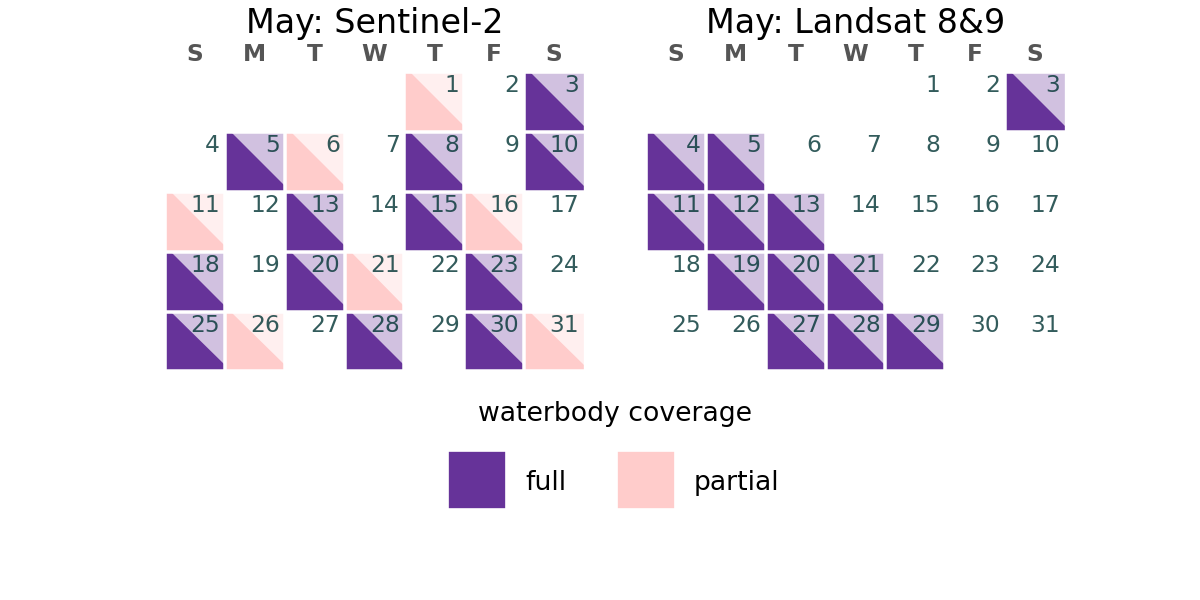 May: Sentinel-2
S M T W T F S
1 2 3
4 5 6 7 8 9 10
11 12 13 14 15 16 17
18 19 20 21 22 23 24
25 26 27 28 29 30 31
May: Landsat 8&9
S M T W T F S
1 2 3
4 5 6 7 8 9 10
11 12 13 14 15 16 17
18 19 20 21 22 23 24
25 26 27 28 29 30 31
waterbody coverage
full partial